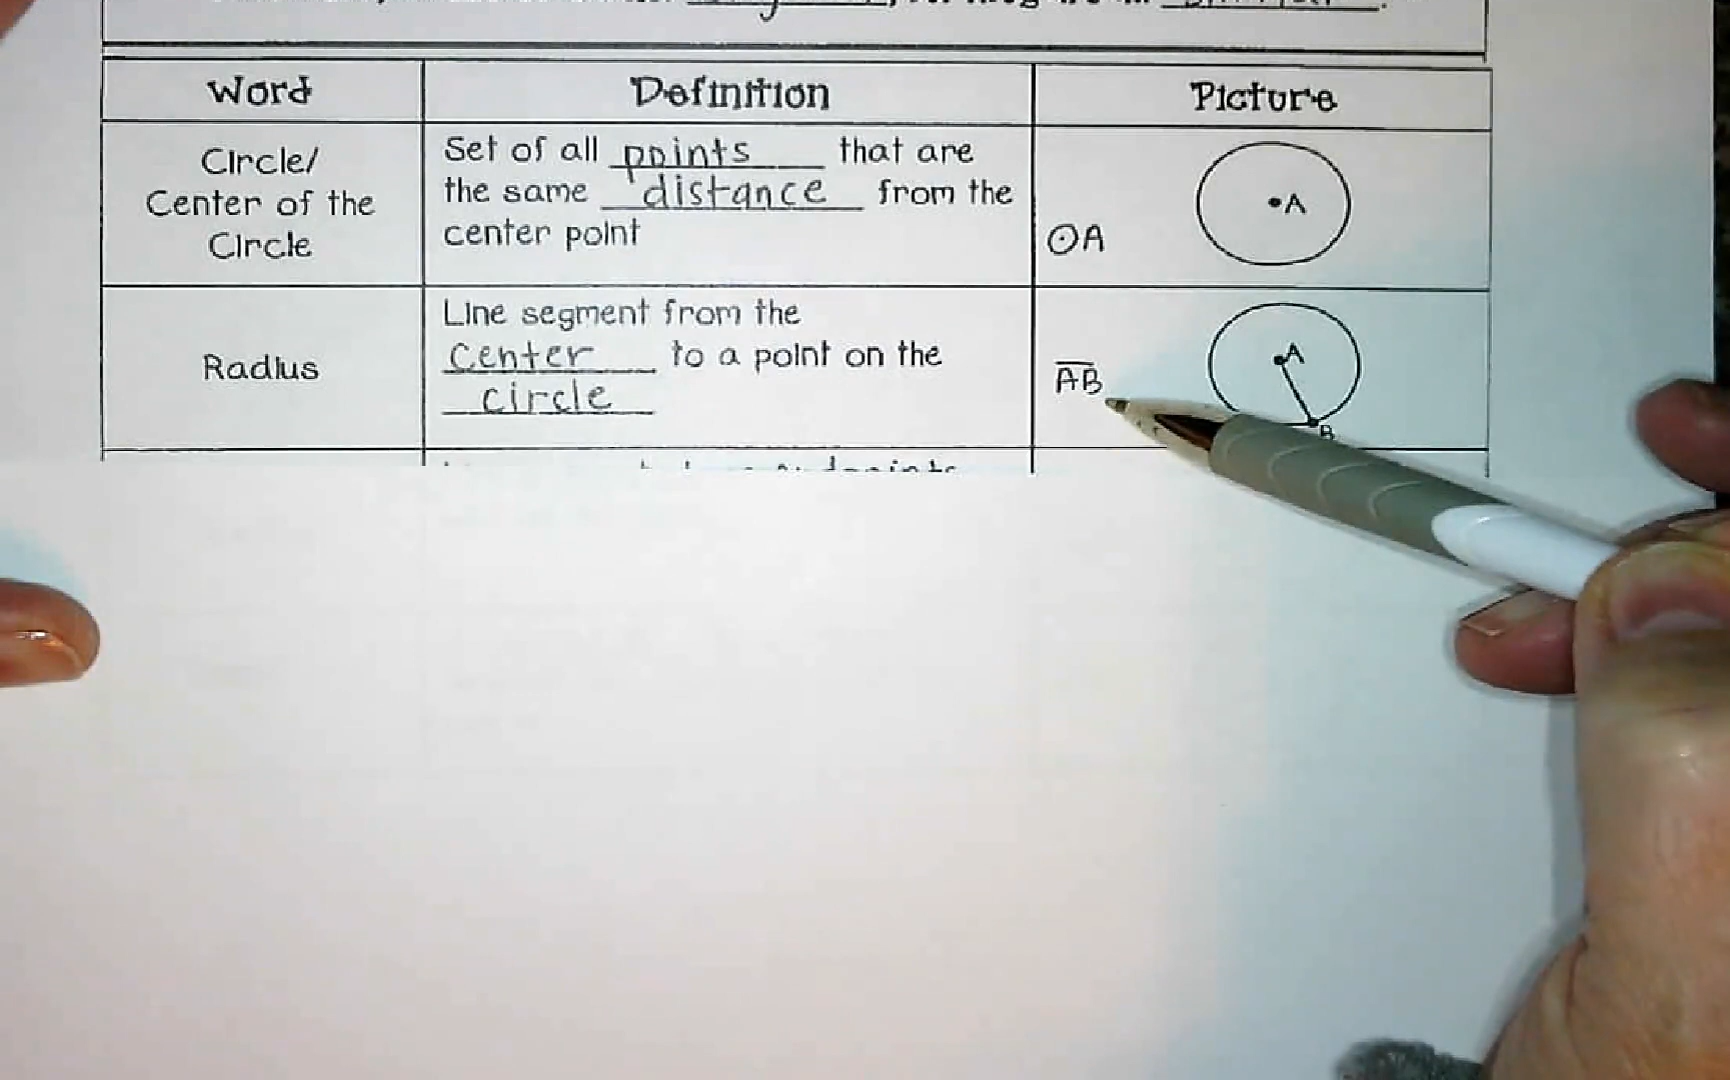 Word
Definition
Picture
Circle/
Center of the
Circle
Set of all points that are
the same distance from the
center point
⊙A
A
Radius
Line segment from the
center to a point on the
circle
AB
A
B